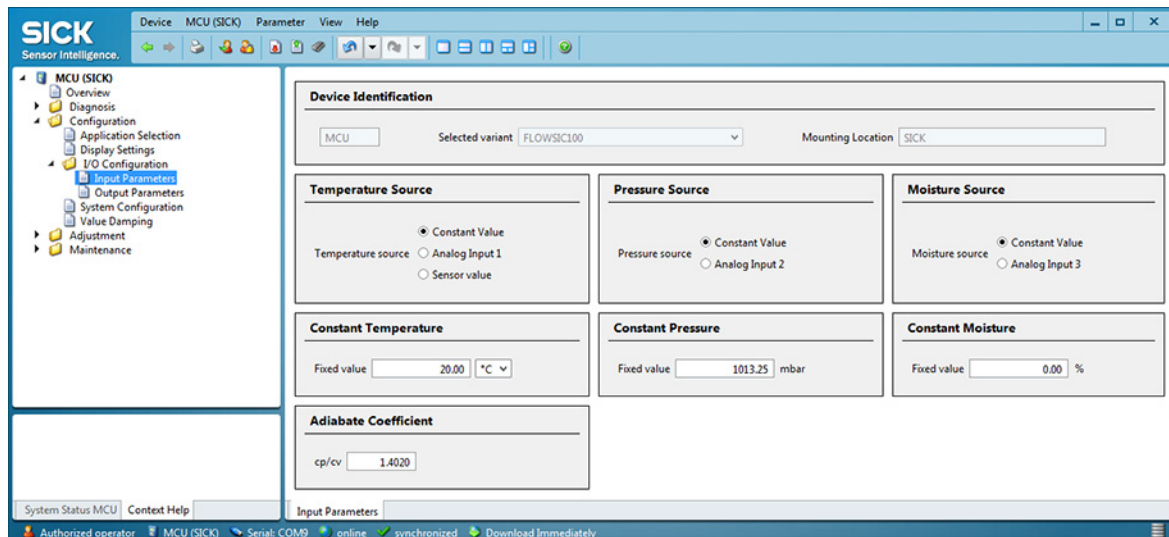 SICK
Sensor Intelligence.
Device MCU (SICK) Parameter View Help
MCU (SICK)
Overview
Diagnosis
Configuration
Application Selection
Display Settings
I/O Configuration
Input Parameters
Output Parameters
System Configuration
Value Damping
Adjustment
Maintenance
System Status MCU Context Help
Device Identification
MCU Selected variant FLOWSIC100 Mounting Location SICK
Temperature Source
Temperature source
Constant Value
Analog Input 1
Sensor value
Pressure Source
Pressure source
Constant Value
Analog Input 2
Moisture Source
Moisture source
Constant Value
Analog Input 3
Constant Temperature
Fixed value 20.00 °C
Constant Pressure
Fixed value 1013.25 mbar
Constant Moisture
Fixed value 0.00 %
Adiabate Coefficient
cp/cv 1.4020
Input Parameters
Authorized operator MCU (SICK) Serial: COM9 online synchronized Download Immediately